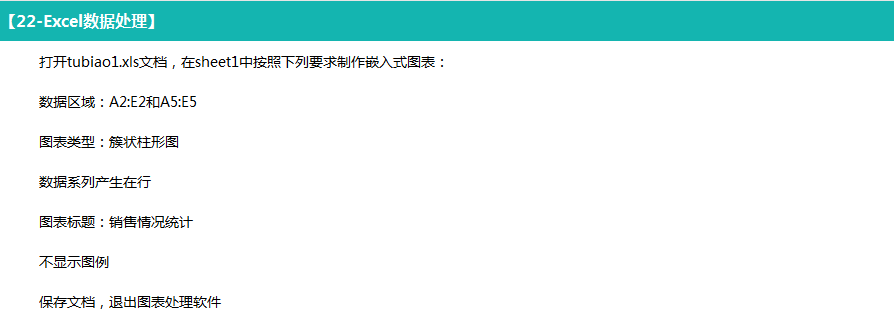 【22-Excel数据处理】
打开tubiao1.xls文档，在sheet1中按照下列要求制作嵌入式图表：
数据区域：A2:E2和A5:E5
图表类型：簇状柱形图
数据系列产生在行
图表标题：销售情况统计
不显示图例
保存文档，退出图表处理软件